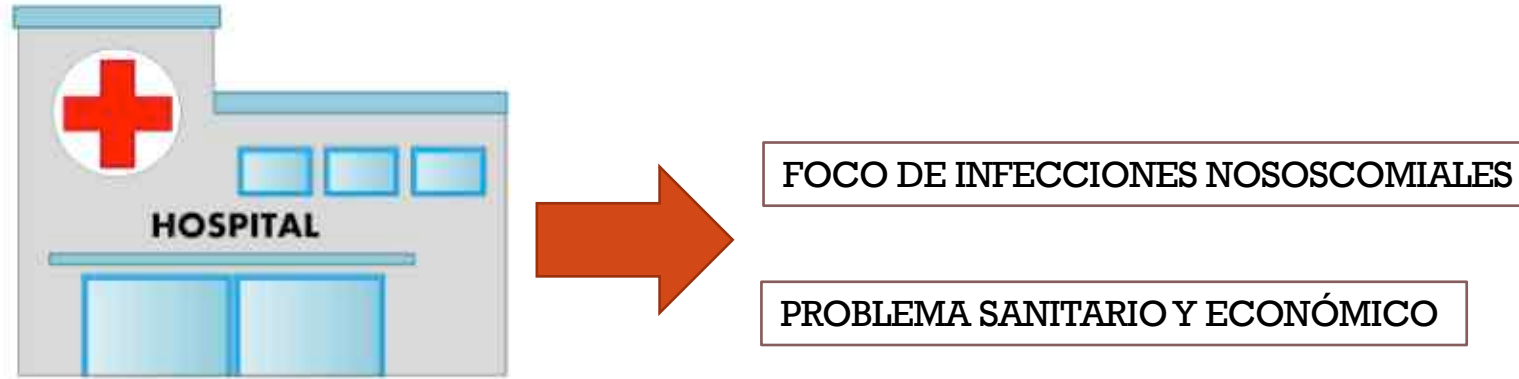 HOSPITAL
FOCO DE INFECCIONES NOSOSCOMIALES
PROBLEMA SANITARIO Y ECONÓMICO